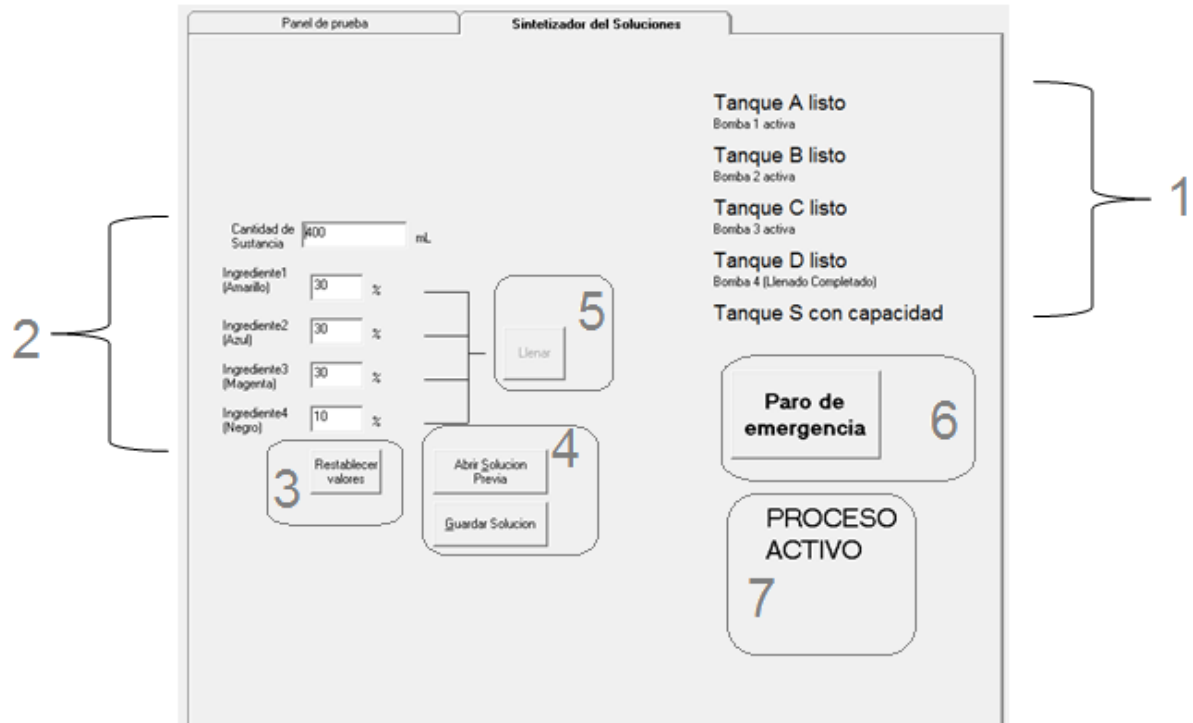 Panel de prueba
Sintetizador del Soluciones
Tanque A listo
Bomba 1 activa
Tanque B listo
Bomba 2 activa
Tanque C listo
Bomba 3 activa
Tanque D listo
Bomba 4 (Llenado Completado)
Tanque S con capacidad
1
2
Cantidad de
Sustancia
400
mL
Ingrediente1
(Amarillo)
30
%
Ingrediente2
(Azul)
30
%
Ingrediente3
(Magenta)
30
%
Ingrediente4
(Negro)
10
%
5
Llenar
3
Restablecer
valores
4
Abrir Solucion
Previa
Guardar Solucion
Paro de
emergencia
6
PROCESO
ACTIVO
7